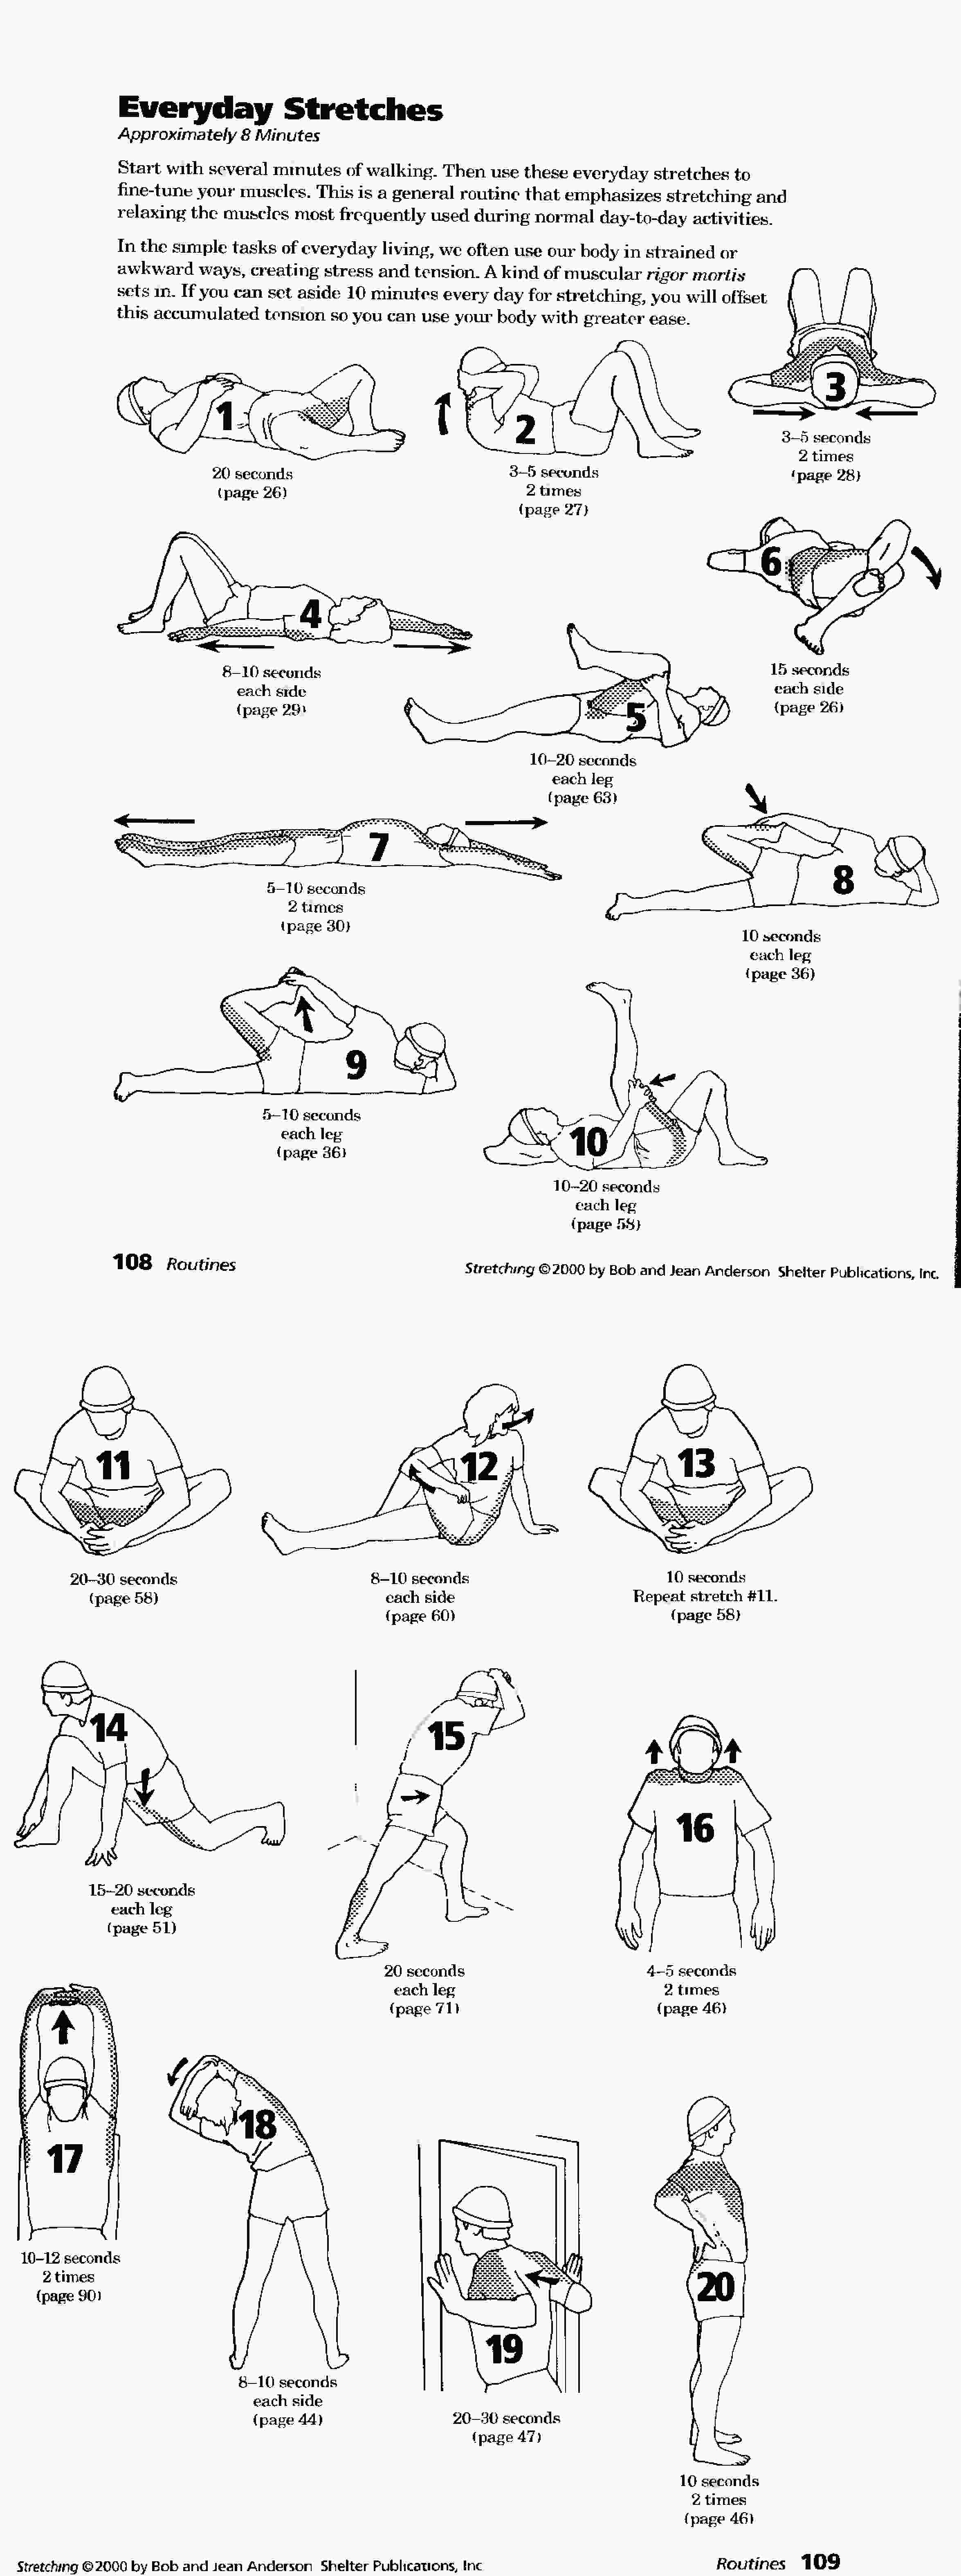 Everyday Stretches
Approximately 8 Minutes
Start with several minutes of walking. Then use these everyday stretches to
fine-tune your muscles. This is a general routine that emphasizes stretching and
relaxing the muscles most frequently used during normal day-to-day activities.
In the simple tasks of everyday living, we often use our body in strained or
awkward ways, creating stress and tension. A kind of muscular rigor mortis
sets in. If you can set aside 10 minutes every day for stretching, you will offset
this accumulated tension so you can use your body with greater ease.
1
20 seconds
(page 26)
2
3–5 seconds
2 times
(page 27)
3
3–5 seconds
2 times
(page 28)
4
8–10 seconds
each side
(page 29)
5
10–20 seconds
each leg
(page 63)
6
15 seconds
each side
(page 26)
7
5–10 seconds
2 times
(page 30)
8
10 seconds
each leg
(page 36)
9
5–10 seconds
each leg
(page 36)
10
10–20 seconds
each leg
(page 58)
108 Routines
Stretching ©2000 by Bob and Jean Anderson Shelter Publications, Inc.
11
20–30 seconds
(page 58)
12
8–10 seconds
each side
(page 60)
13
10 seconds
Repeat stretch #11.
(page 58)
14
15–20 seconds
each leg
(page 51)
15
20 seconds
each leg
(page 71)
16
4–5 seconds
2 times
(page 46)
17
10–12 seconds
2 times
(page 90)
18
8–10 seconds
each side
(page 44)
19
20–30 seconds
(page 47)
20
10 seconds
2 times
(page 46)
Stretching ©2000 by Bob and Jean Anderson Shelter Publications, Inc
Routines 109